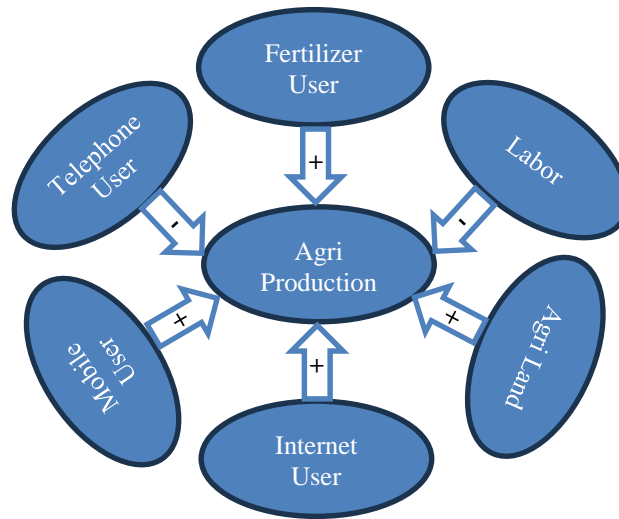 Fertilizer
User
Telephone
User
Labor
+
-
-
Agri
Production
+
+
+
Mobile
User
Agri Land
Internet
User